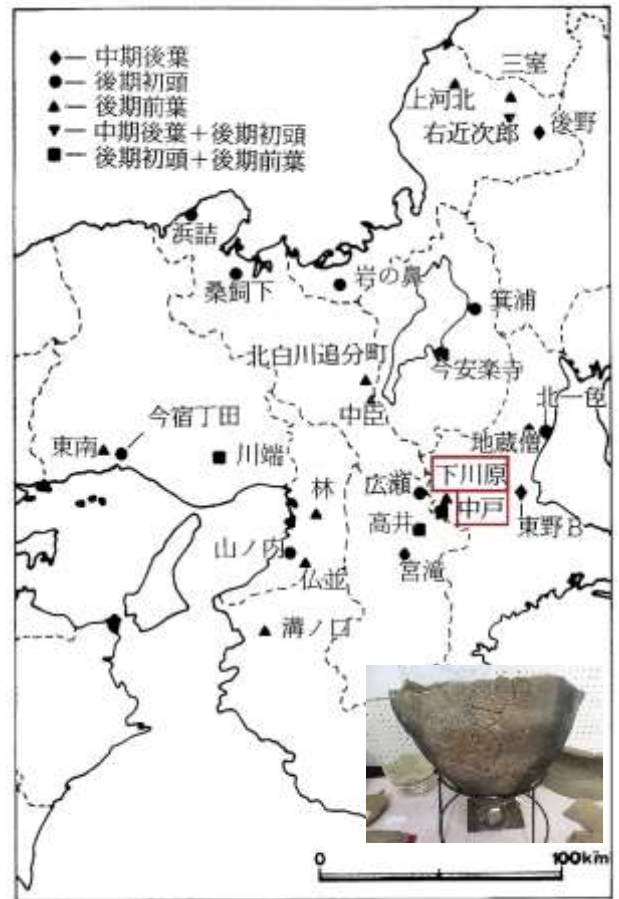 ◆— 中期後葉
●— 後期初頭
▲— 後期前葉
▼— 中期後葉+後期初頭
■— 後期初頭+後期前葉
三室
上河北
右近次郎
後野
浜詰
桑飼下
岩の鼻
箕浦
北白川追分町
今安楽寺
中臣
北一色
地蔵僧
今宿丁田
東南
川端
林
広瀬
下川原
中戸
高井
東野B
山ノ内
仏並
宮滝
溝ノ口
0
100km